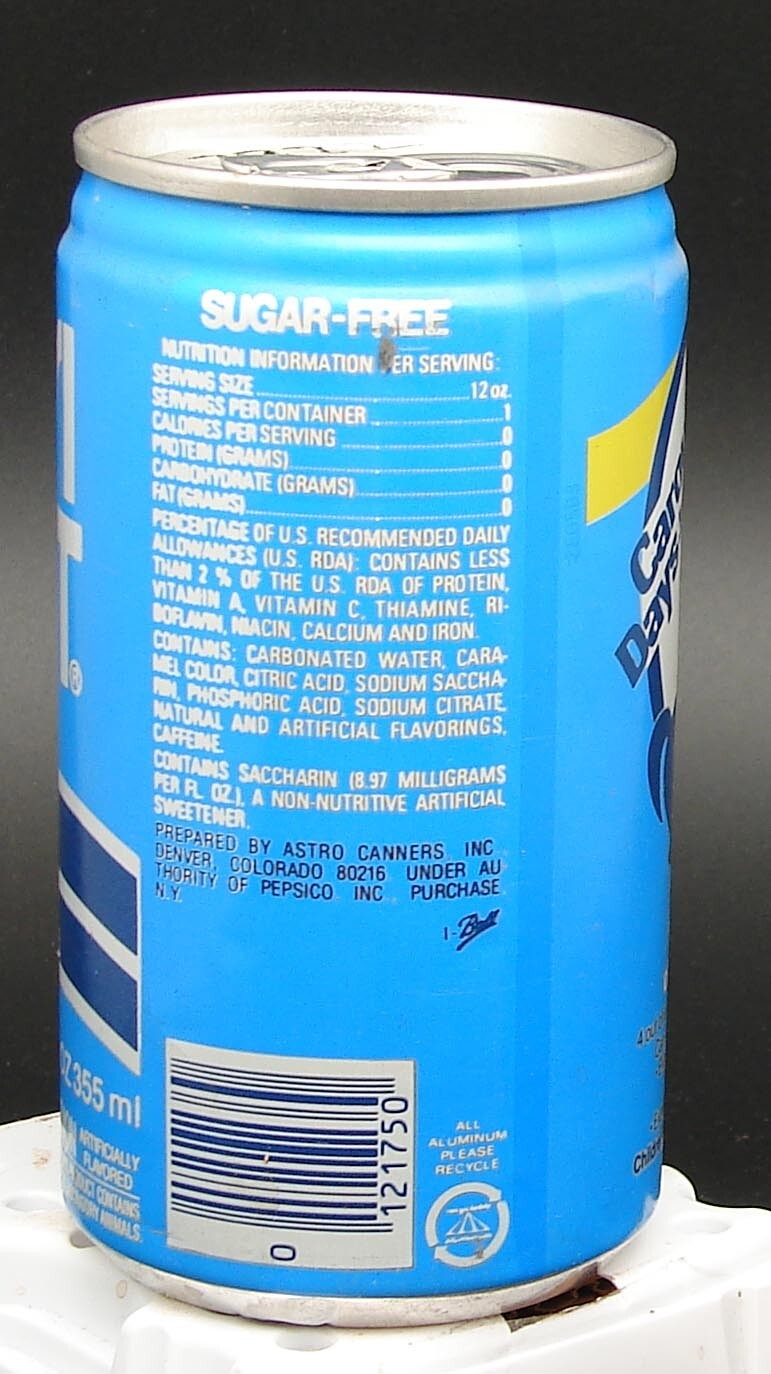 SUGAR-FREE
NUTRITION INFORMATION PER SERVING:
SERVING SIZE 12 oz.
SERVINGS PER CONTAINER 1
CALORIES PER SERVING 0
PROTEIN (GRAMS) 0
CARBOHYDRATE (GRAMS) 0
FAT (GRAMS) 0
PERCENTAGE OF U.S. RECOMMENDED DAILY
ALLOWANCES (U.S. RDA): CONTAINS LESS
THAN 2 % OF THE U.S. RDA OF PROTEIN,
VITAMIN A, VITAMIN C, THIAMINE, RI-
BOFLAVIN, NIACIN, CALCIUM AND IRON.
CONTAINS: CARBONATED WATER, CARA-
MEL COLOR, CITRIC ACID, SODIUM SACCHA-
RIN, PHOSPHORIC ACID, SODIUM CITRATE,
NATURAL AND ARTIFICIAL FLAVORINGS,
CAFFEINE.
CONTAINS SACCHARIN (8.97 MILLIGRAMS
PER FL. OZ.), A NON-NUTRITIVE ARTIFICIAL
SWEETENER.
PREPARED BY ASTRO CANNERS, INC.
DENVER, COLORADO 80216 UNDER AU-
THORITY OF PEPSICO, INC., PURCHASE,
N.Y.
1-Ball
121750
0
ALL
ALUMINUM
PLEASE
RECYCLE
T®
OZ 355 ml
ARTIFICIALLY
FLAVORED
CONTAINS
ANIMALS.
Days